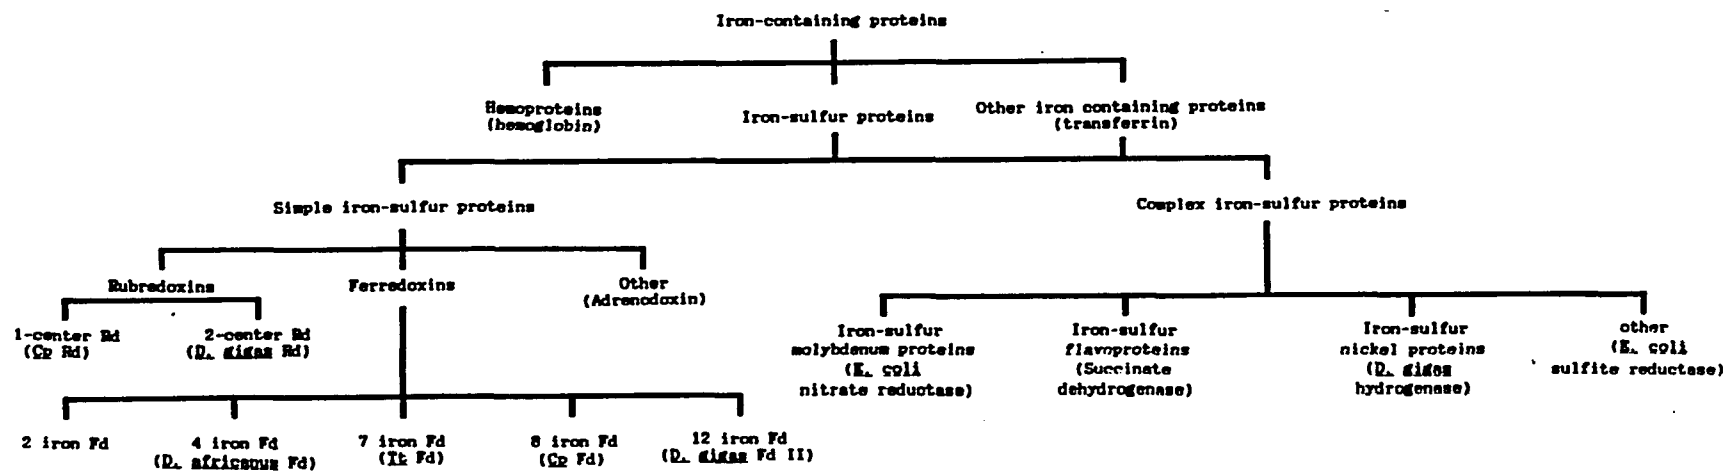 Iron-containing proteins
Hemoproteins
(hemoglobin)
Iron-sulfur proteins
Other iron containing proteins
(transferrin)
Simple iron-sulfur proteins
Complex iron-sulfur proteins
Rubredoxins
Ferredoxins
Other
(Adrenodoxin)
1-center Rd
(Cp Rd)
2-center Rd
(D. gigas Rd)
Iron-sulfur
molybdenum proteins
(E. coli
nitrate reductase)
Iron-sulfur
flavoproteins
(Succinate
dehydrogenase)
Iron-sulfur
nickel proteins
(D. gigas
hydrogenase)
other
(E. coli
sulfite reductase)
2 iron Fd
4 iron Fd
(D. africanus Fd)
7 iron Fd
(Tt Fd)
8 iron Fd
(Cp Fd)
12 iron Fd
(D. gigas Fd II)